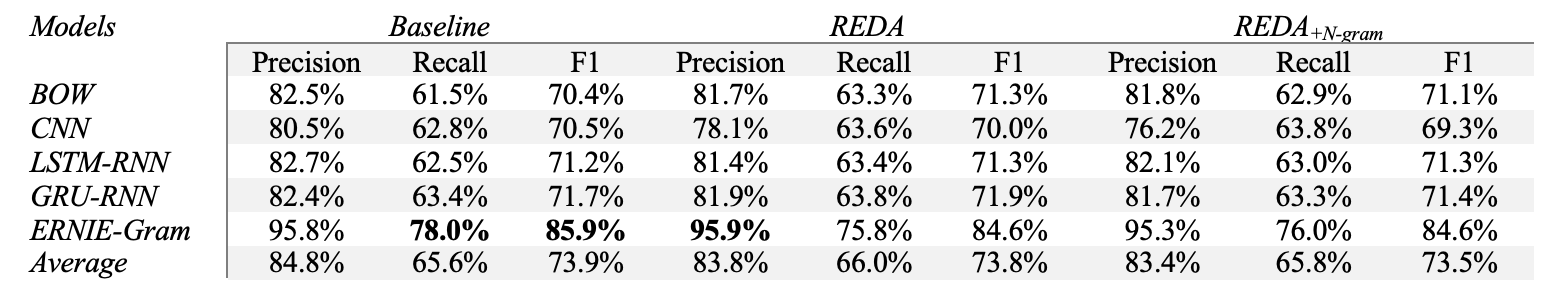 Models Baseline REDA REDA+N-gram
Precision Recall F1 Precision Recall F1 Precision Recall F1
BOW 82.5% 61.5% 70.4% 81.7% 63.3% 71.3% 81.8% 62.9% 71.1%
CNN 80.5% 62.8% 70.5% 78.1% 63.6% 70.0% 76.2% 63.8% 69.3%
LSTM-RNN 82.7% 62.5% 71.2% 81.4% 63.4% 71.3% 82.1% 63.0% 71.3%
GRU-RNN 82.4% 63.4% 71.7% 81.9% 63.8% 71.9% 81.7% 63.3% 71.4%
ERNIE-Gram 95.8% 78.0% 85.9% 95.9% 75.8% 84.6% 95.3% 76.0% 84.6%
Average 84.8% 65.6% 73.9% 83.8% 66.0% 73.8% 83.4% 65.8% 73.5%